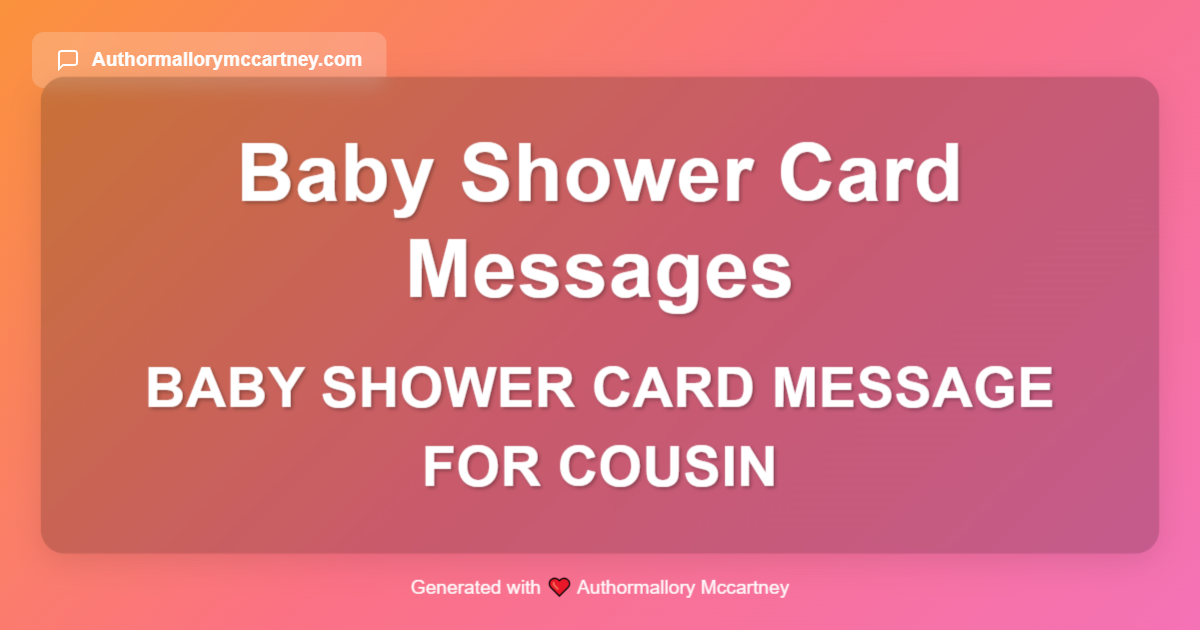 Authormallorymccartney.com
Baby Shower Card
Messages
BABY SHOWER CARD MESSAGE
FOR COUSIN
Generated with ❤️ Authormallory Mccartney